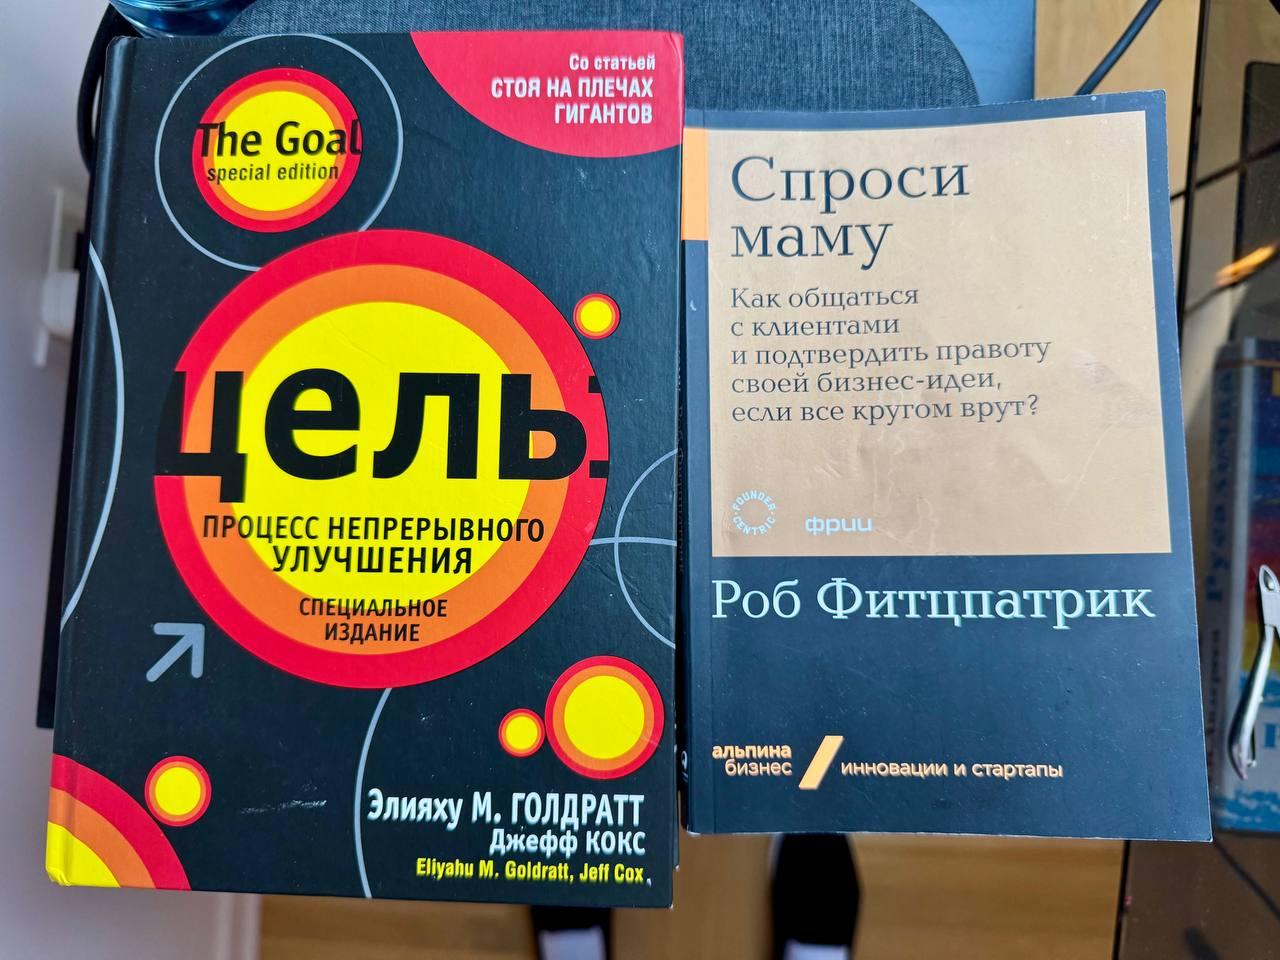 Со статьей
СТОЯ НА ПЛЕЧАХ
ГИГАНТОВ
The Goal
special edition
цель
ПРОЦЕСС НЕПРЕРЫВНОГО
УЛУЧШЕНИЯ
СПЕЦИАЛЬНОЕ
ИЗДАНИЕ
Элияху М. ГОЛДРАТТ
Джефф КОКС
Eliyahu M. Goldratt, Jeff Cox
Спроси
маму
Как общаться
с клиентами
и подтвердить правоту
своей бизнес-идеи,
если все кругом врут?
FOUNDER
CENTRIC
фрии
Роб Фитцпатрик
альпина
бизнес
инновации и стартапы